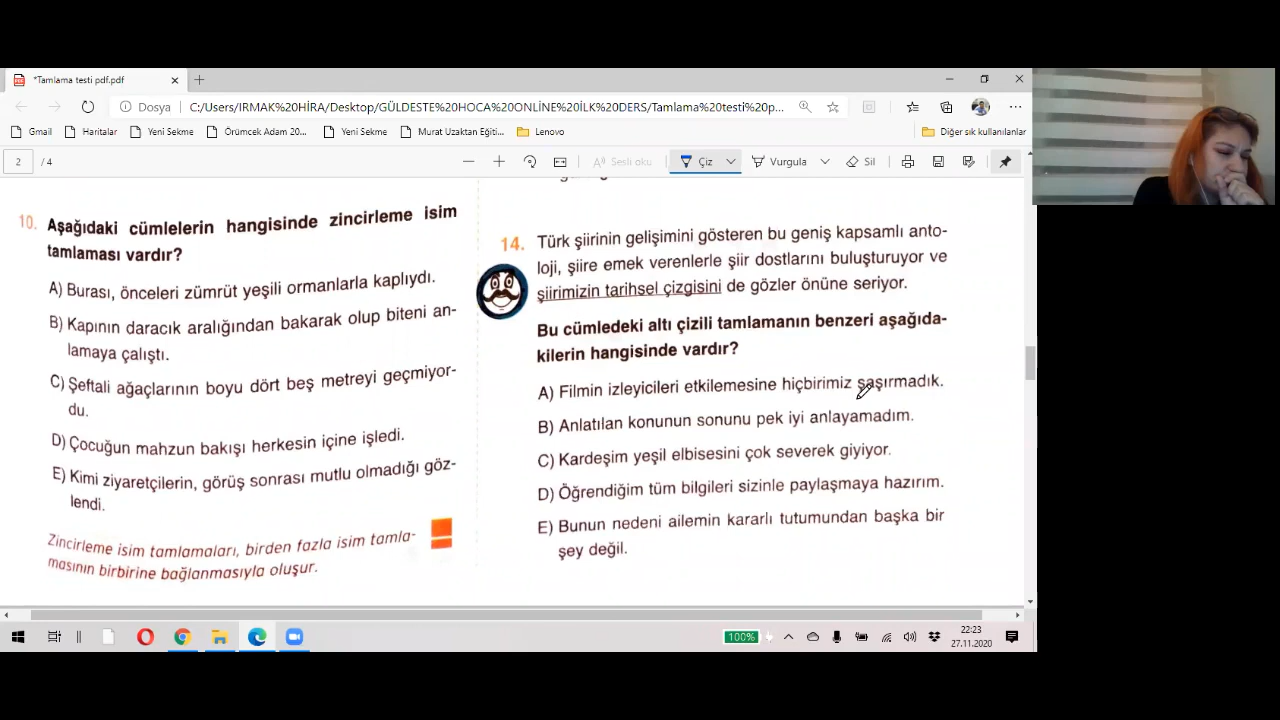 *Tamlama testi pdf.pdf
Dosya
C:/Users/IRMAK%20HİRA/Desktop/GÜLDESTE%20HOCA%20ONLİNE%20İLK%20DERS/Tamlama%20testi%20p...
Gmail
Haritalar
Yeni Sekme
Örümcek Adam 20...
Yeni Sekme
Murat Uzaktan Eğiti...
Lenovo
Diğer sık kullanılanlar
2 / 4
Sesli oku
Çiz
Vurgula
Sil
10. Aşağıdaki cümlelerin hangisinde zincirleme isim
tamlaması vardır?
A) Burası, önceleri zümrüt yeşili ormanlarla kaplıydı.
B) Kapının daracık aralığından bakarak olup biteni an-
lamaya çalıştı.
C) Şeftali ağaçlarının boyu dört beş metreyi geçmiyor-
du.
D) Çocuğun mahzun bakışı herkesin içine işledi.
E) Kimi ziyaretçilerin, görüş sonrası mutlu olmadığı göz-
lendi.
Zincirleme isim tamlamaları, birden fazla isim tamla-
masının birbirine bağlanmasıyla oluşur.
14. Türk şiirinin gelişimini gösteren bu geniş kapsamlı anto-
loji, şiire emek verenlerle şiir dostlarını buluşturuyor ve
şiirimizin tarihsel çizgisini de gözler önüne seriyor.
Bu cümledeki altı çizili tamlamanın benzeri aşağıda-
kilerin hangisinde vardır?
A) Filmin izleyicileri etkilemesine hiçbirimiz şaşırmadık.
B) Anlatılan konunun sonunu pek iyi anlayamadım.
C) Kardeşim yeşil elbisesini çok severek giyiyor.
D) Öğrendiğim tüm bilgileri sizinle paylaşmaya hazırım.
E) Bunun nedeni ailemin kararlı tutumundan başka bir
şey değil.
100%
22:23
27.11.2020